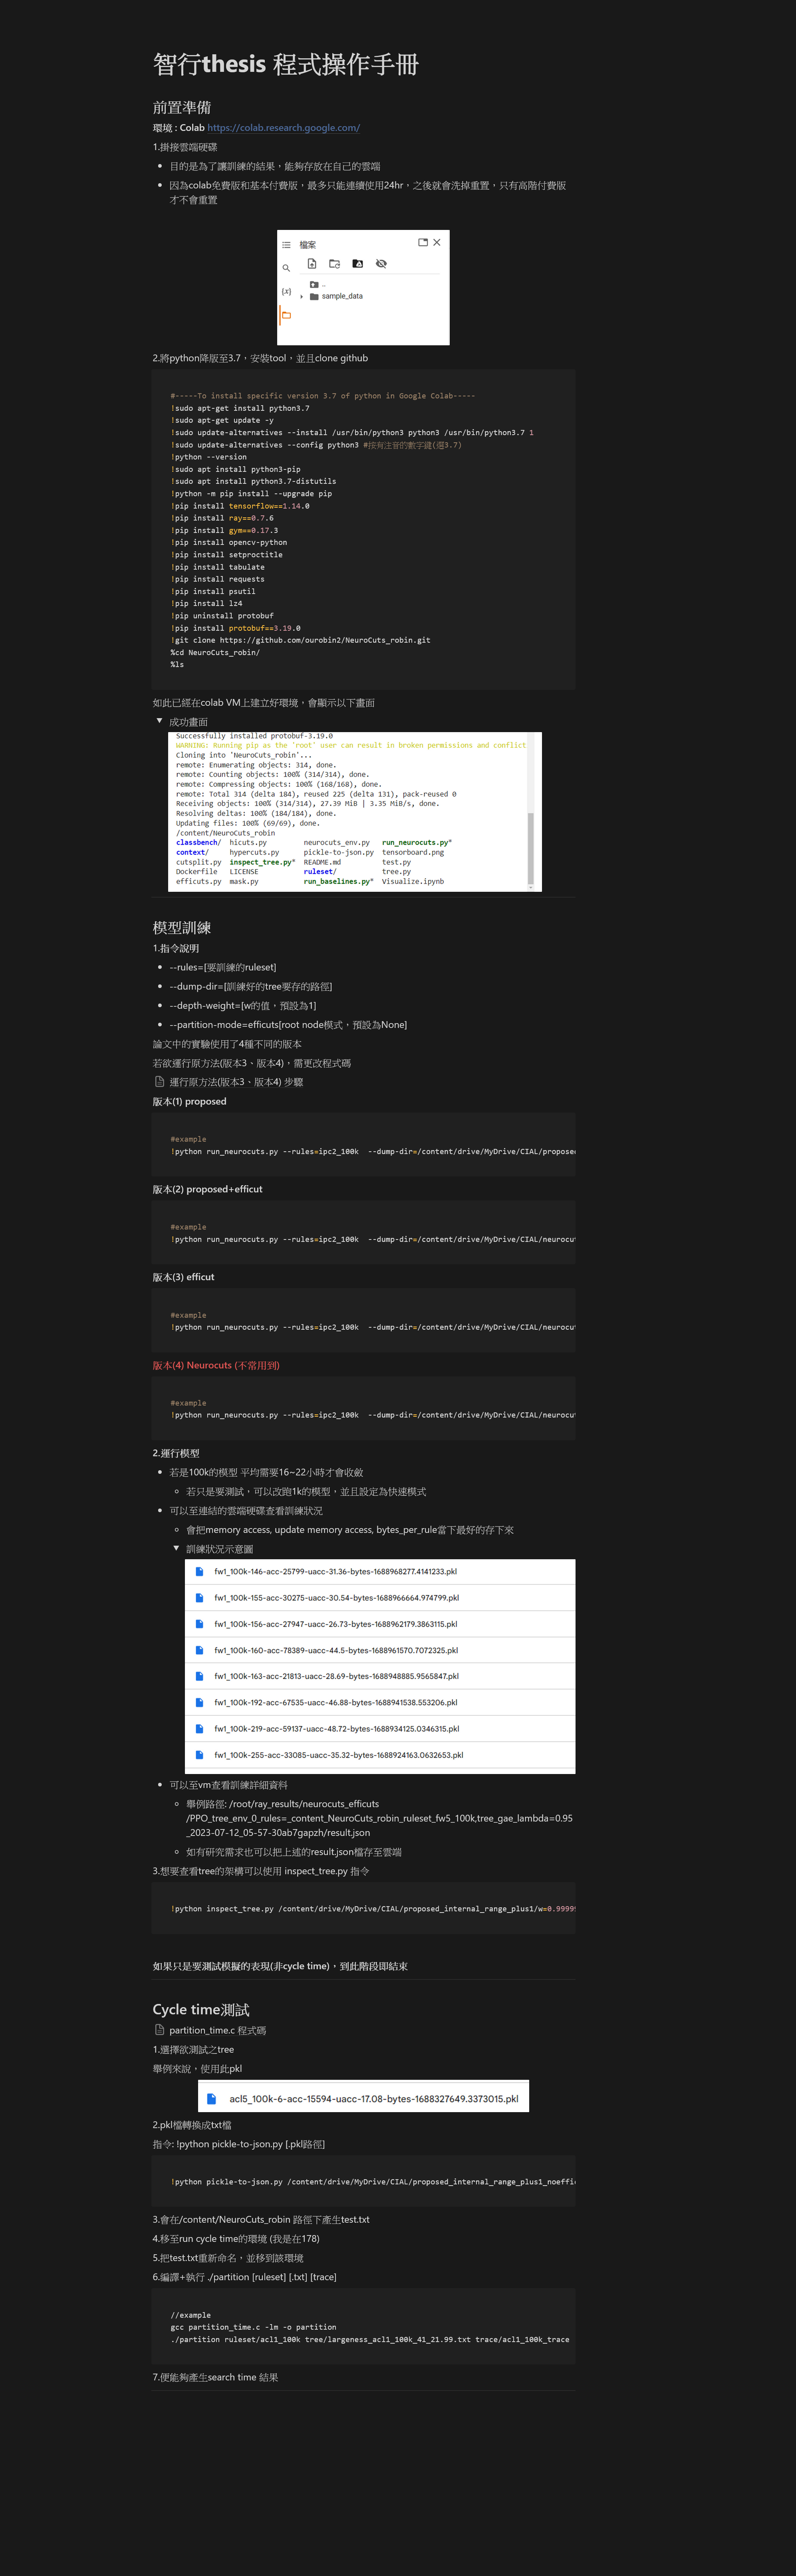 智行thesis 程式操作手冊
前置準備
環境 : Colab https://colab.research.google.com/
1.掛接雲端硬碟
目的是為了讓訓練的結果，能夠存放在自己的雲端
因為colab免費版和基本付費版，最多只能連續使用24hr，之後就會洗掉重置，只有高階付費版
才不會重置
檔案
{x}
..
sample_data
2.將python降版至3.7，安裝tool，並且clone github
#-----To install specific version 3.7 of python in Google Colab-----
!sudo apt-get install python3.7
!sudo apt-get update -y
!sudo update-alternatives --install /usr/bin/python3 python3 /usr/bin/python3.7 1
!sudo update-alternatives --config python3 #按有注音的數字鍵(選3.7)
!python --version
!sudo apt install python3-pip
!sudo apt install python3.7-distutils
!python -m pip install --upgrade pip
!pip install tensorflow==1.14.0
!pip install ray==0.7.6
!pip install gym==0.17.3
!pip install opencv-python
!pip install setproctitle
!pip install tabulate
!pip install requests
!pip install psutil
!pip install lz4
!pip uninstall protobuf
!pip install protobuf==3.19.0
!git clone https://github.com/ourobin2/NeuroCuts_robin.git
%cd NeuroCuts_robin/
%ls
如此已經在colab VM上建立好環境，會顯示以下畫面
成功畫面
Successfully installed protobuf-3.19.0
WARNING: Running pip as the 'root' user can result in broken permissions and conflict
Cloning into 'NeuroCuts_robin'...
remote: Enumerating objects: 314, done.
remote: Counting objects: 100% (314/314), done.
remote: Compressing objects: 100% (168/168), done.
remote: Total 314 (delta 184), reused 225 (delta 131), pack-reused 0
Receiving objects: 100% (314/314), 27.39 MiB | 3.35 MiB/s, done.
Resolving deltas: 100% (184/184), done.
Updating files: 100% (69/69), done.
/content/NeuroCuts_robin
classbench/ hicuts.py neurocuts_env.py run_neurocuts.py*
context/ hypercuts.py pickle-to-json.py tensorboard.png
cutsplit.py inspect_tree.py* README.md test.py
Dockerfile LICENSE ruleset/ tree.py
efficuts.py mask.py run_baselines.py* Visualize.ipynb
模型訓練
1.指令說明
--rules=[要訓練的ruleset]
--dump-dir=[訓練好的tree要存的路徑]
--depth-weight=[w的值，預設為1]
--partition-mode=efficuts[root node模式，預設為None]
論文中的實驗使用了4種不同的版本
若欲運行原方法(版本3、版本4)，需更改程式碼
運行原方法(版本3、版本4) 步驟
版本(1) proposed
#example
!python run_neurocuts.py --rules=ipc2_100k --dump-dir=/content/drive/MyDrive/CIAL/propose
版本(2) proposed+efficut
#example
!python run_neurocuts.py --rules=ipc2_100k --dump-dir=/content/drive/MyDrive/CIAL/neurocut
版本(3) efficut
#example
!python run_neurocuts.py --rules=ipc2_100k --dump-dir=/content/drive/MyDrive/CIAL/neurocut
版本(4) Neurocuts (不常用到)
#example
!python run_neurocuts.py --rules=ipc2_100k --dump-dir=/content/drive/MyDrive/CIAL/neurocut
2.運行模型
若是100k的模型 平均需要16~22小時才會收斂
若只是要測試，可以改跑1k的模型，並且設定為快速模式
可以至連結的雲端硬碟查看訓練狀況
會把memory access, update memory access, bytes_per_rule當下最好的存下來
訓練狀況示意圖
fw1_100k-146-acc-25799-uacc-31.36-bytes-1688968277.4141233.pkl
fw1_100k-155-acc-30275-uacc-30.54-bytes-1688966664.974799.pkl
fw1_100k-156-acc-27947-uacc-26.73-bytes-1688962179.3863115.pkl
fw1_100k-160-acc-78389-uacc-44.5-bytes-1688961570.7072325.pkl
fw1_100k-163-acc-21813-uacc-28.69-bytes-1688948885.9565847.pkl
fw1_100k-192-acc-67535-uacc-46.88-bytes-1688941538.553206.pkl
fw1_100k-219-acc-59137-uacc-48.72-bytes-1688934125.0346315.pkl
fw1_100k-255-acc-33085-uacc-35.32-bytes-1688924163.0632653.pkl
可以至vm查看訓練詳細資料
舉例路徑: /root/ray_results/neurocuts_efficuts
/PPO_tree_env_0_rules=_content_NeuroCuts_robin_ruleset_fw5_100k,tree_gae_lambda=0.95
_2023-07-12_05-57-30ab7gapzh/result.json
如有研究需求也可以把上述的result.json檔存至雲端
3.想要查看tree的架構可以使用 inspect_tree.py 指令
!python inspect_tree.py /content/drive/MyDrive/CIAL/proposed_internal_range_plus1/w=0.99999
如果只是要測試模擬的表現(非cycle time)，到此階段即結束
Cycle time測試
partition_time.c 程式碼
1.選擇欲測試之tree
舉例來說，使用此pkl
acl5_100k-6-acc-15594-uacc-17.08-bytes-1688327649.3373015.pkl
2.pkl檔轉換成txt檔
指令: !python pickle-to-json.py [.pkl路徑]
!python pickle-to-json.py /content/drive/MyDrive/CIAL/proposed_internal_range_plus1_noeffic
3.會在/content/NeuroCuts_robin 路徑下產生test.txt
4.移至run cycle time的環境 (我是在178)
5.把test.txt重新命名，並移到該環境
6.編譯+執行 ./partition [ruleset] [.txt] [trace]
//example
gcc partition_time.c -lm -o partition
./partition ruleset/acl1_100k tree/largeness_acl1_100k_41_21.99.txt trace/acl1_100k_trace
7.便能夠產生search time 結果